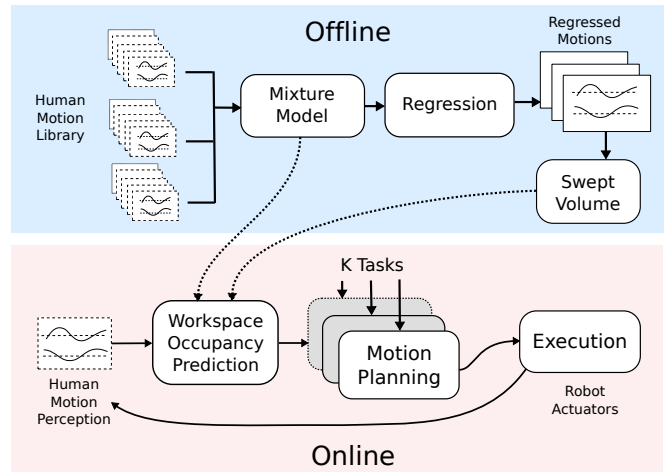 Offline
Human
Motion
Library
Mixture
Model
Regression
Regressed
Motions
Swept
Volume
K Tasks
Workspace
Occupancy
Prediction
Motion
Planning
Execution
Human
Motion
Perception
Robot
Actuators
Online